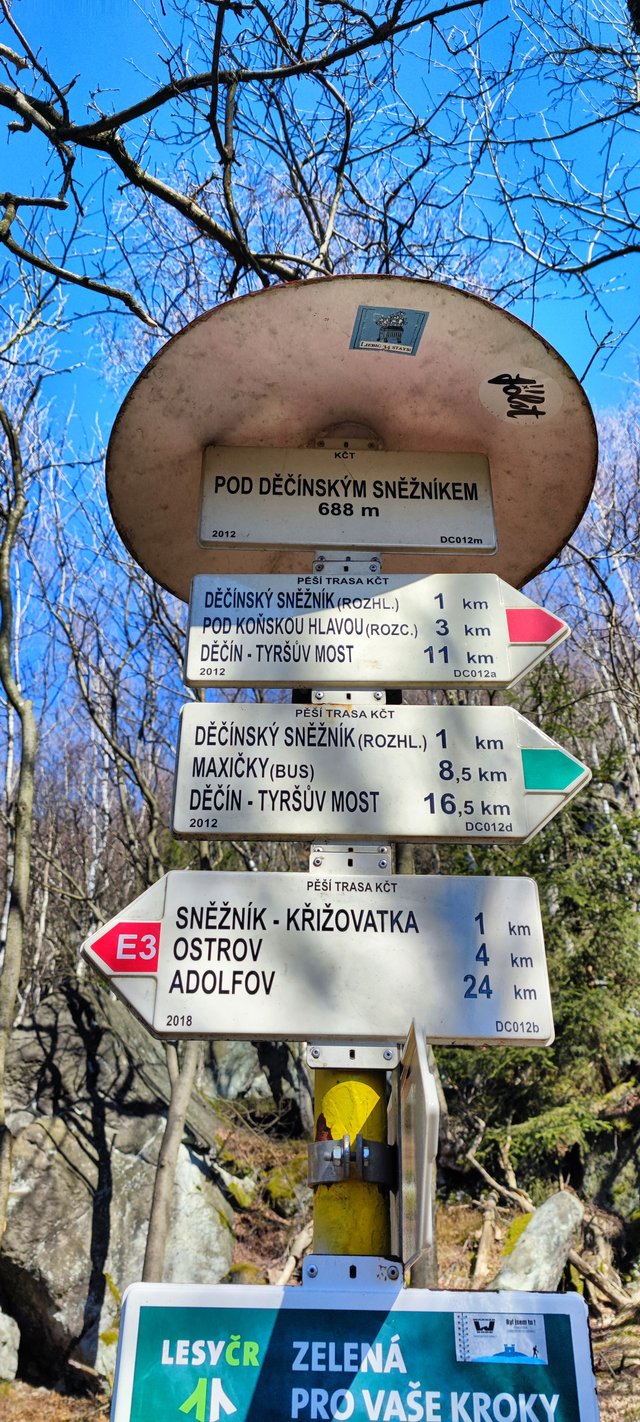 KČT
POD DĚČÍNSKÝM SNĚŽNÍKEM
688 m
2012 DC012m
PĚŠÍ TRASA KČT
DĚČÍNSKÝ SNĚŽNÍK (ROZHL.) 1 km
POD KOŇSKOU HLAVOU (ROZC.) 3 km
DĚČÍN - TYRŠŮV MOST 11 km
2012 DC012a
PĚŠÍ TRASA KČT
DĚČÍNSKÝ SNĚŽNÍK (ROZHL.) 1 km
MAXIČKY (BUS) 8,5 km
DĚČÍN - TYRŠŮV MOST 16,5 km
2012 DC012d
PĚŠÍ TRASA KČT
SNĚŽNÍK - KŘIŽOVATKA 1 km
E3 OSTROV 4 km
ADOLFOV 24 km
2018 DC012b
Byl jsem tu!
LESYČR ZELENÁ
PRO VAŠE KROKY